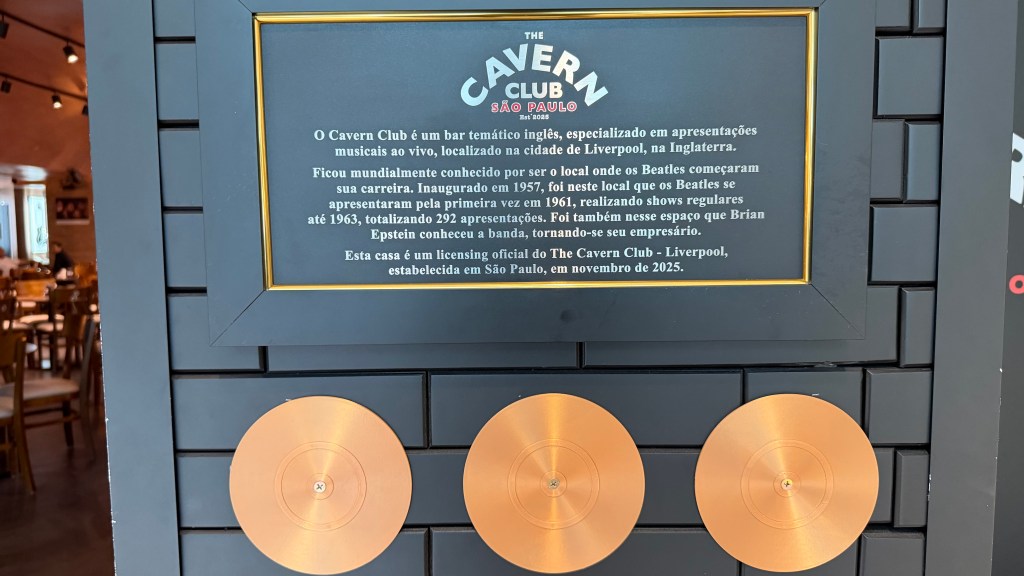 THE
CAVERN
CLUB
SÃO PAULO
Est 2025
O Cavern Club é um bar temático inglês, especializado em apresentações
musicais ao vivo, localizado na cidade de Liverpool, na Inglaterra.
Ficou mundialmente conhecido por ser o local onde os Beatles começaram
sua carreira. Inaugurado em 1957, foi neste local que os Beatles se
apresentaram pela primeira vez em 1961, realizando shows regulares
até 1963, totalizando 292 apresentações. Foi também nesse espaço que Brian
Epstein conheceu a banda, tornando-se seu empresário.
Esta casa é um licensing oficial do The Cavern Club - Liverpool,
estabelecida em São Paulo, em novembro de 2025.